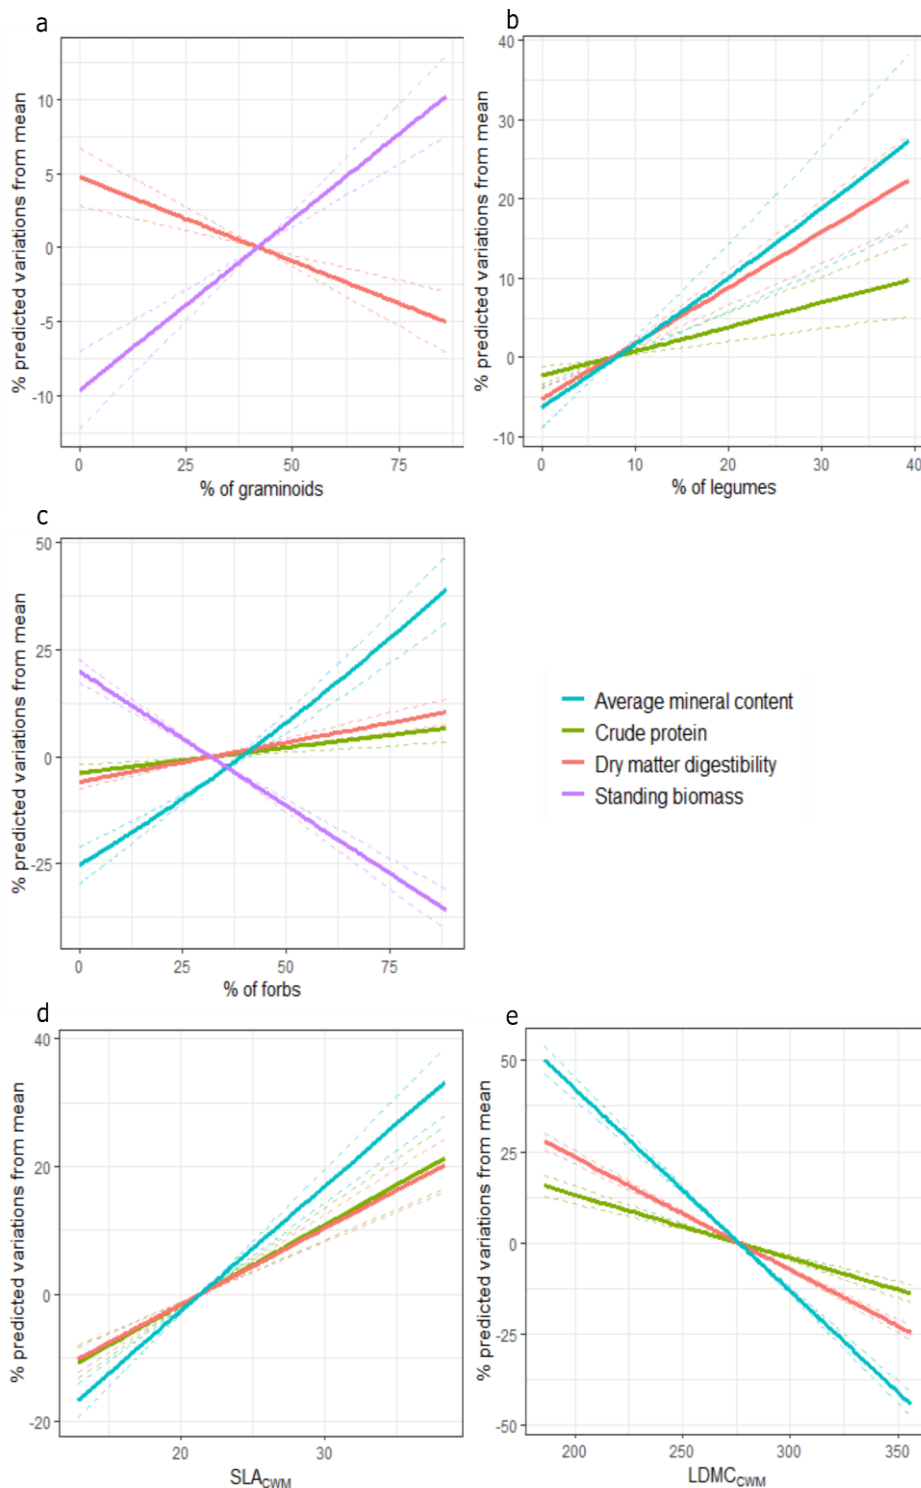 a
% predicted variations from mean
10
5
0
-5
-10
0 25 50 75
% of graminoids
b
% predicted variations from mean
40
30
20
10
0
-10
0 10 20 30 40
% of legumes
c
% predicted variations from mean
50
25
0
-25
0 25 50 75
% of forbs
Average mineral content
Crude protein
Dry matter digestibility
Standing biomass
d
% predicted variations from mean
40
20
0
-20
20 30
SLACWM
e
% predicted variations from mean
50
25
0
-25
-50
200 250 300 350
LDMCCWM